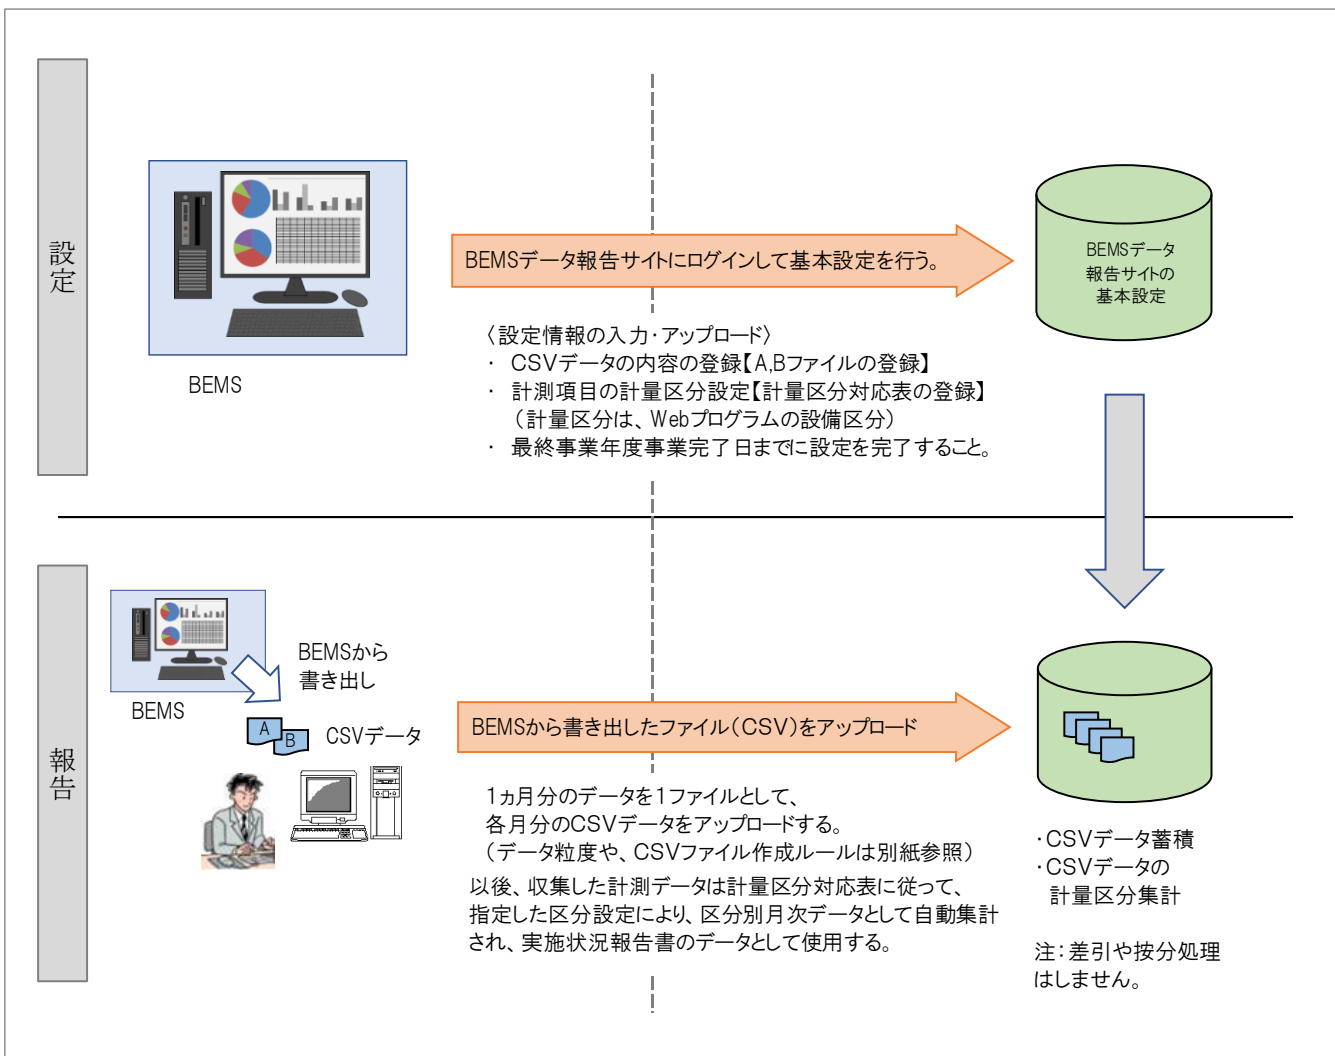 設定
BEMS
BEMSデータ報告サイトにログインして基本設定を行う。
BEMSデータ
報告サイトの
基本設定
〈設定情報の入力・アップロード〉
・ CSVデータの内容の登録【A,Bファイルの登録】
・ 計測項目の計量区分設定【計量区分対応表の登録】
（計量区分は、Webプログラムの設備区分）
・ 最終事業年度事業完了日までに設定を完了すること。
報告
BEMS
BEMSから
書き出し
A
B
CSVデータ
BEMSから書き出したファイル（CSV）をアップロード
1ヵ月分のデータを1ファイルとして、
各月分のCSVデータをアップロードする。
（データ粒度や、CSVファイル作成ルールは別紙参照）
以後、収集した計測データは計量区分対応表に従って、
指定した区分設定により、区分別月次データとして自動集計
され、実施状況報告書のデータとして使用する。
・CSVデータ蓄積
・CSVデータの
計量区分集計
注：差引や按分処理
はしません。